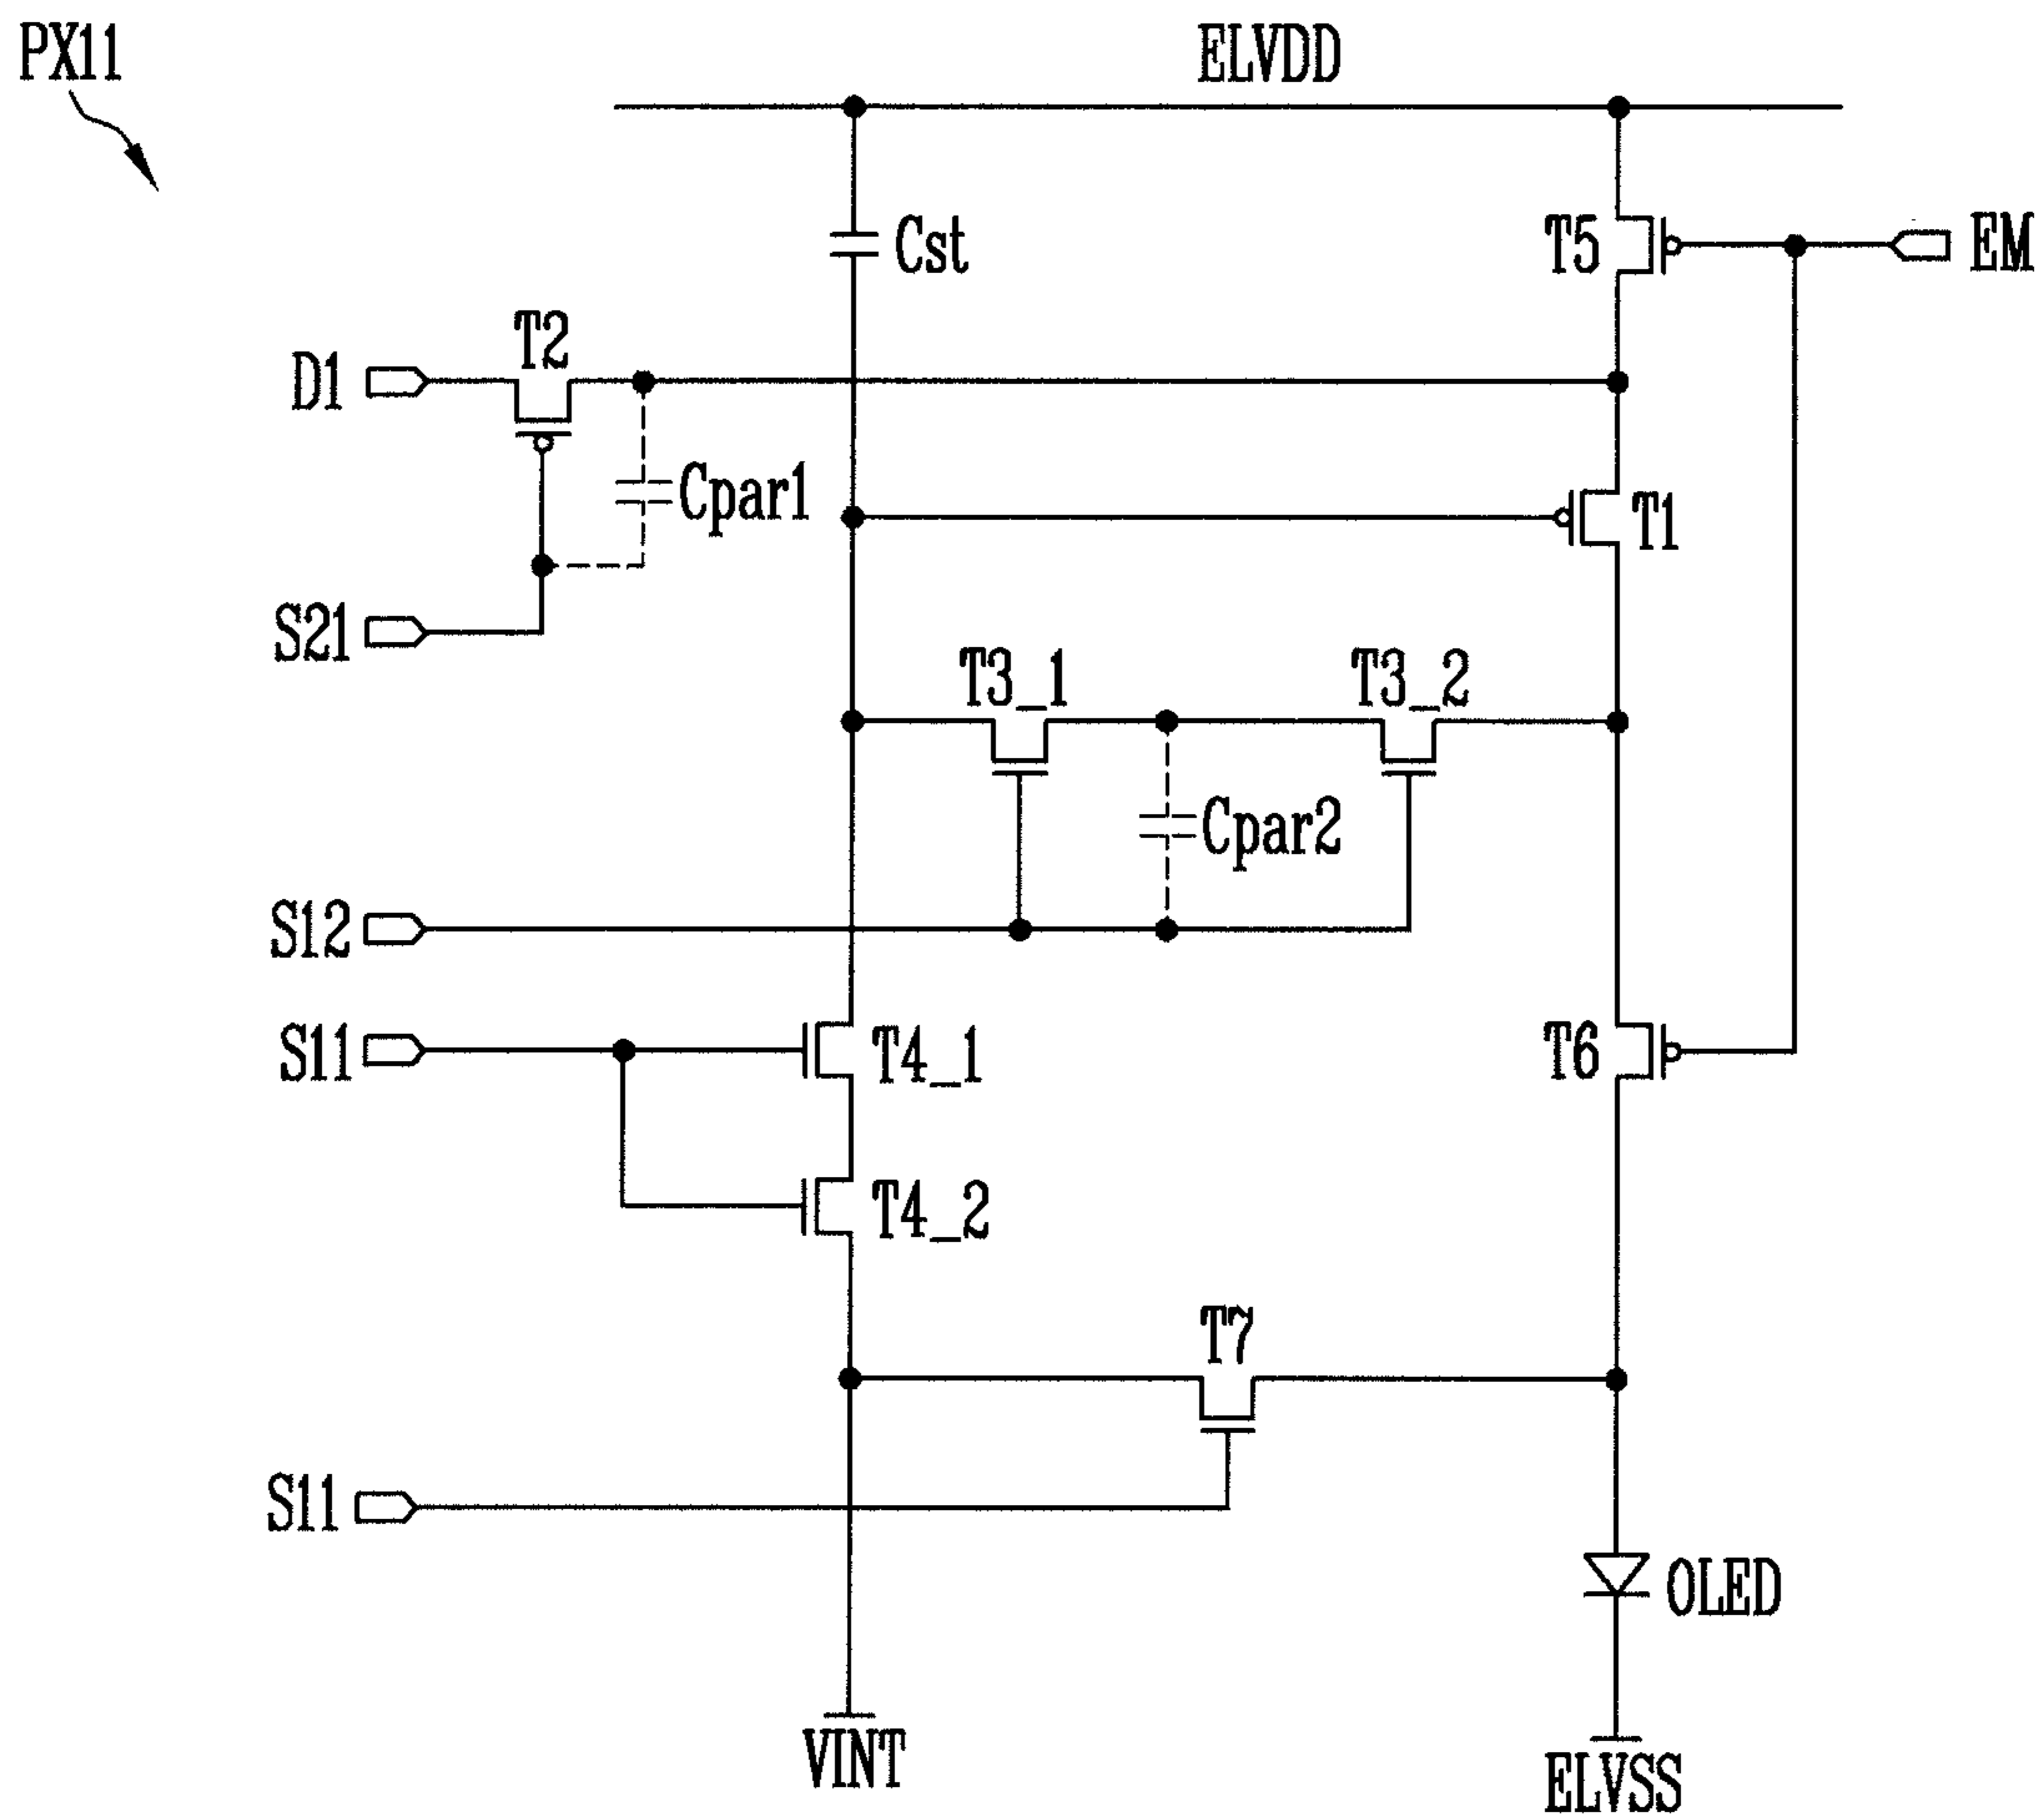 PX11
ELVDD
Cst
T5
EM
T2
D1
Cpar1
T1
S21
T3_1
T3_2
Cpar2
S12
S11
T4_1
T6
T4_2
T7
S11
OLED
VINT
ELVSS